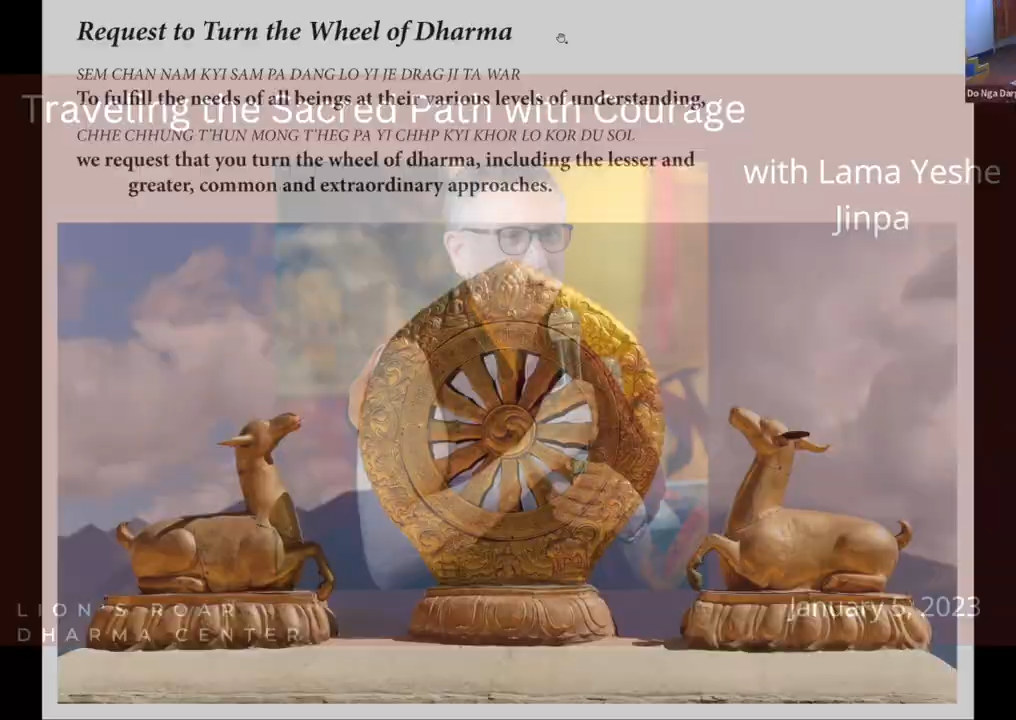 Request to Turn the Wheel of Dharma
SEM CHAN NAM KYI SAM PA DANG LO YI JE DRAG JI TA WAR
To fulfill the needs of all beings at their various levels of understanding,
Traveling the Sacred Path with Courage
CHHE CHHUNG T'HUN MONG T'HEG PA YI CHHP KYI KHOR LO KOR DU SOL
we request that you turn the wheel of dharma, including the lesser and
greater, common and extraordinary approaches.
with Lama Yeshe
Jinpa
Do Nga
LION'S ROAR
DHARMA CENTER
January 5, 2023